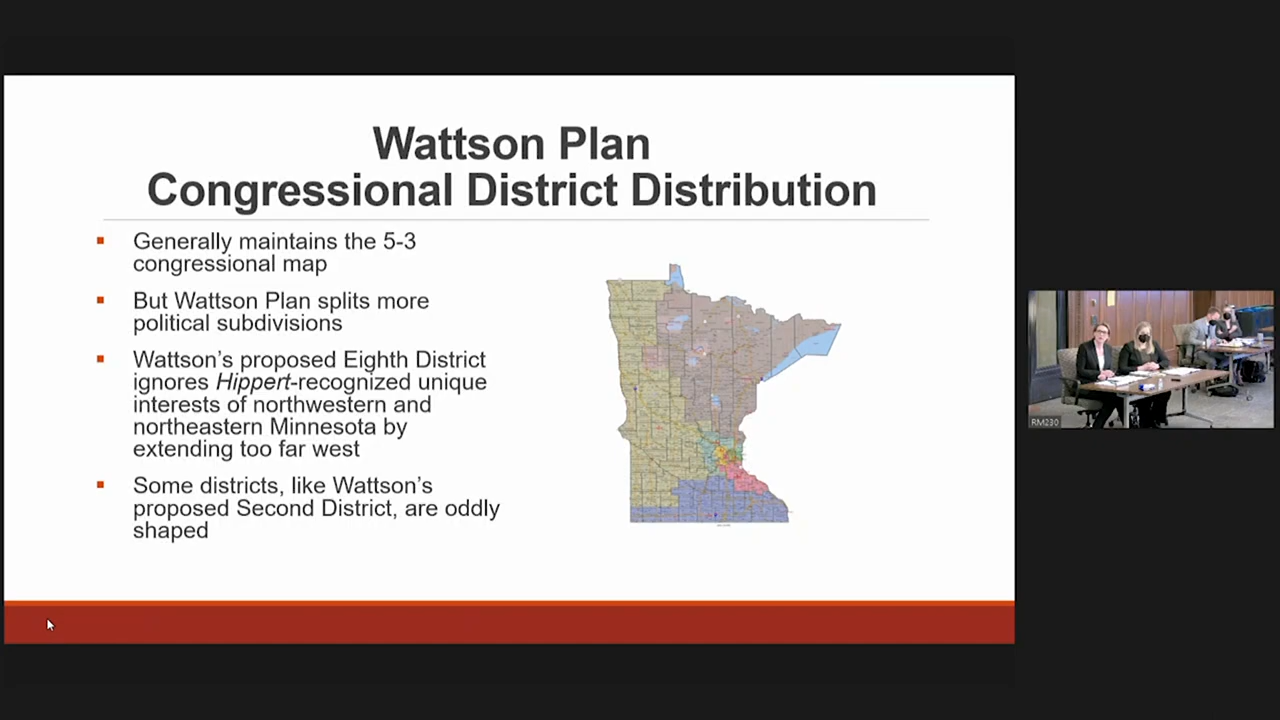 Wattson Plan
Congressional District Distribution
Generally maintains the 5-3
congressional map
But Wattson Plan splits more
political subdivisions
Wattson's proposed Eighth District
ignores Hippert-recognized unique
interests of northwestern and
northeastern Minnesota by
extending too far west
Some districts, like Wattson's
proposed Second District, are oddly
shaped
RM230